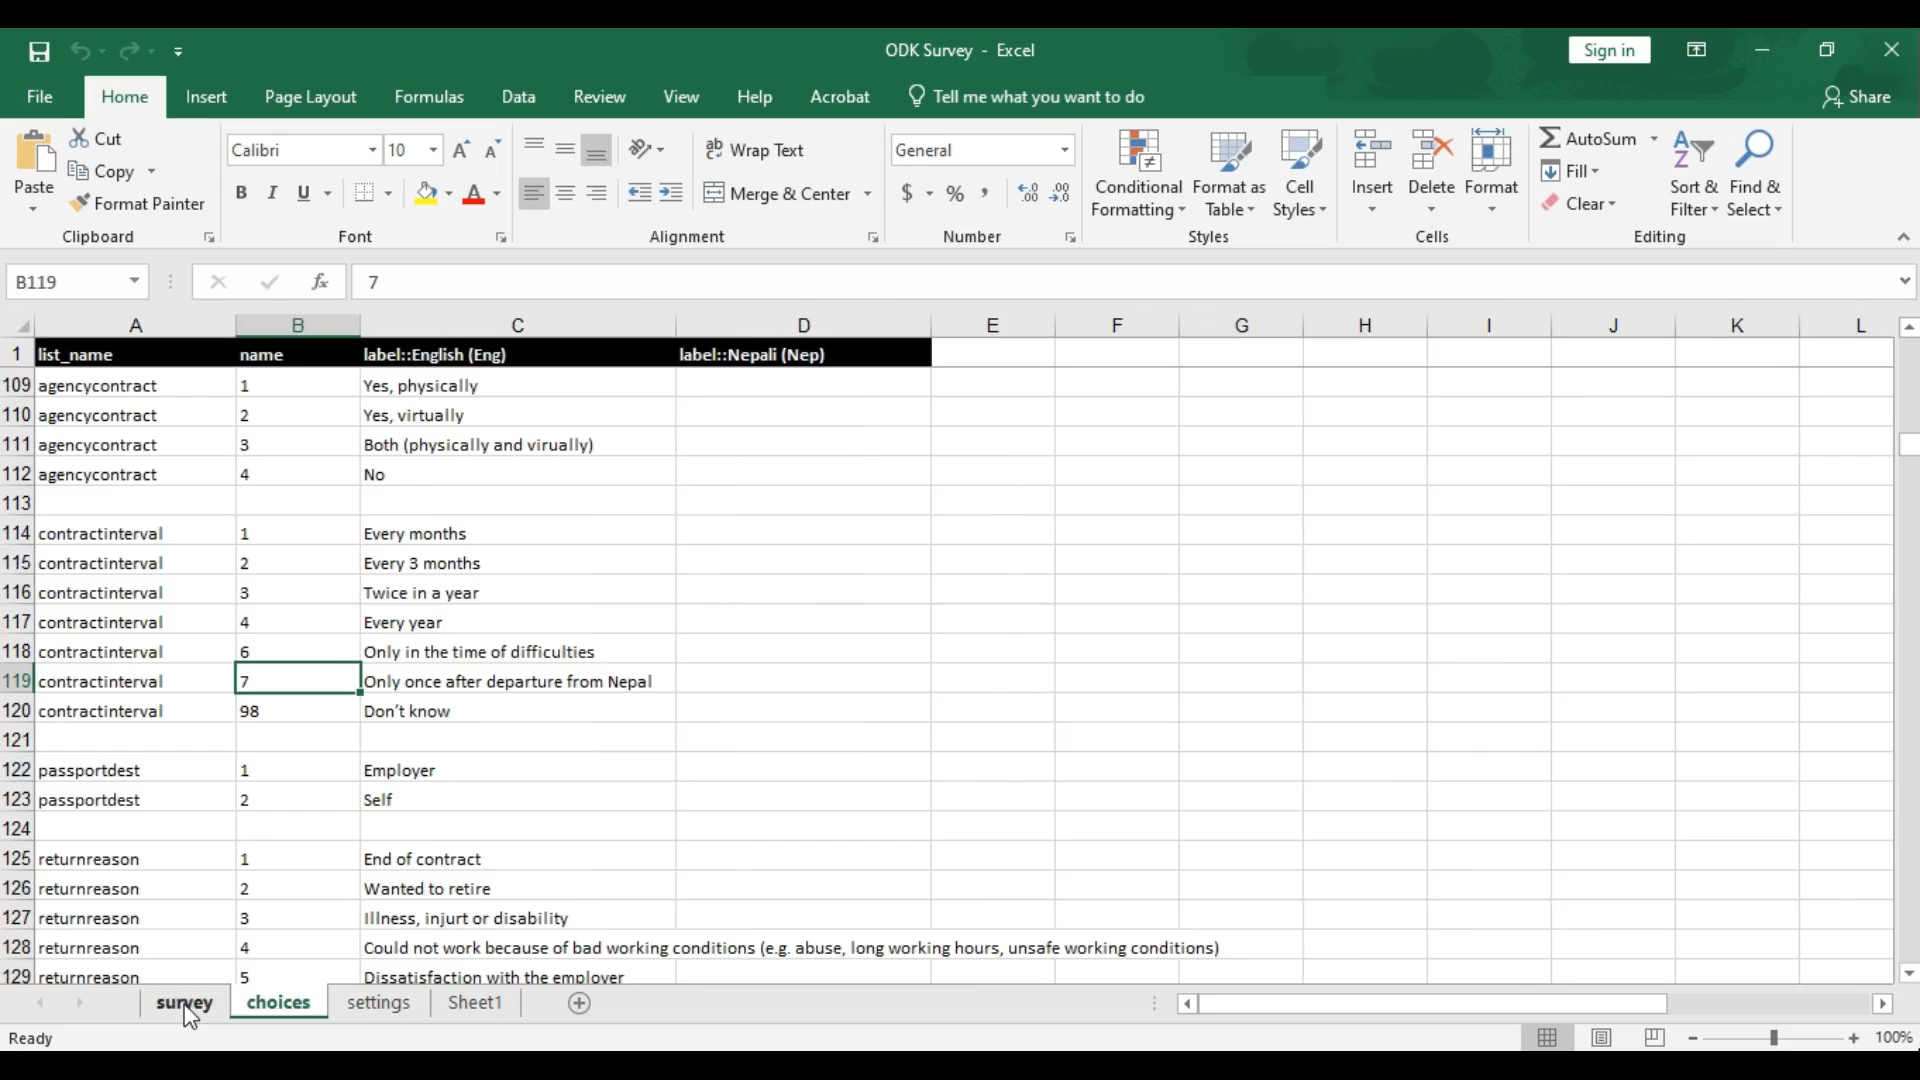 ODK Survey - Excel
Sign in
File Home Insert Page Layout Formulas Data Review View Help Acrobat Tell me what you want to do Share
Paste
Cut
Copy
Format Painter
Clipboard
Calibri 10
B I U A
Font
Wrap Text
Merge & Center
Alignment
General
$ % ,
Number
Conditional Formatting
Format as Table
Cell Styles
Styles
Insert Delete Format
Cells
AutoSum
Fill
Clear
Sort & Filter
Find & Select
Editing
B119 fx 7
A B C D E F G H I J K L
1 list_name name label::English (Eng) label::Nepali (Nep)
109 agencycontract 1 Yes, physically
110 agencycontract 2 Yes, virtually
111 agencycontract 3 Both (physically and virually)
112 agencycontract 4 No
113
114 contractinterval 1 Every months
115 contractinterval 2 Every 3 months
116 contractinterval 3 Twice in a year
117 contractinterval 4 Every year
118 contractinterval 6 Only in the time of difficulties
119 contractinterval 7 Only once after departure from Nepal
120 contractinterval 98 Don't know
121
122 passportdest 1 Employer
123 passportdest 2 Self
124
125 returnreason 1 End of contract
126 returnreason 2 Wanted to retire
127 returnreason 3 Illness, injurt or disability
128 returnreason 4 Could not work because of bad working conditions (e.g. abuse, long working hours, unsafe working conditions)
129 returnreason 5 Dissatisfaction with the employer
survey choices settings Sheet1
Ready 100%